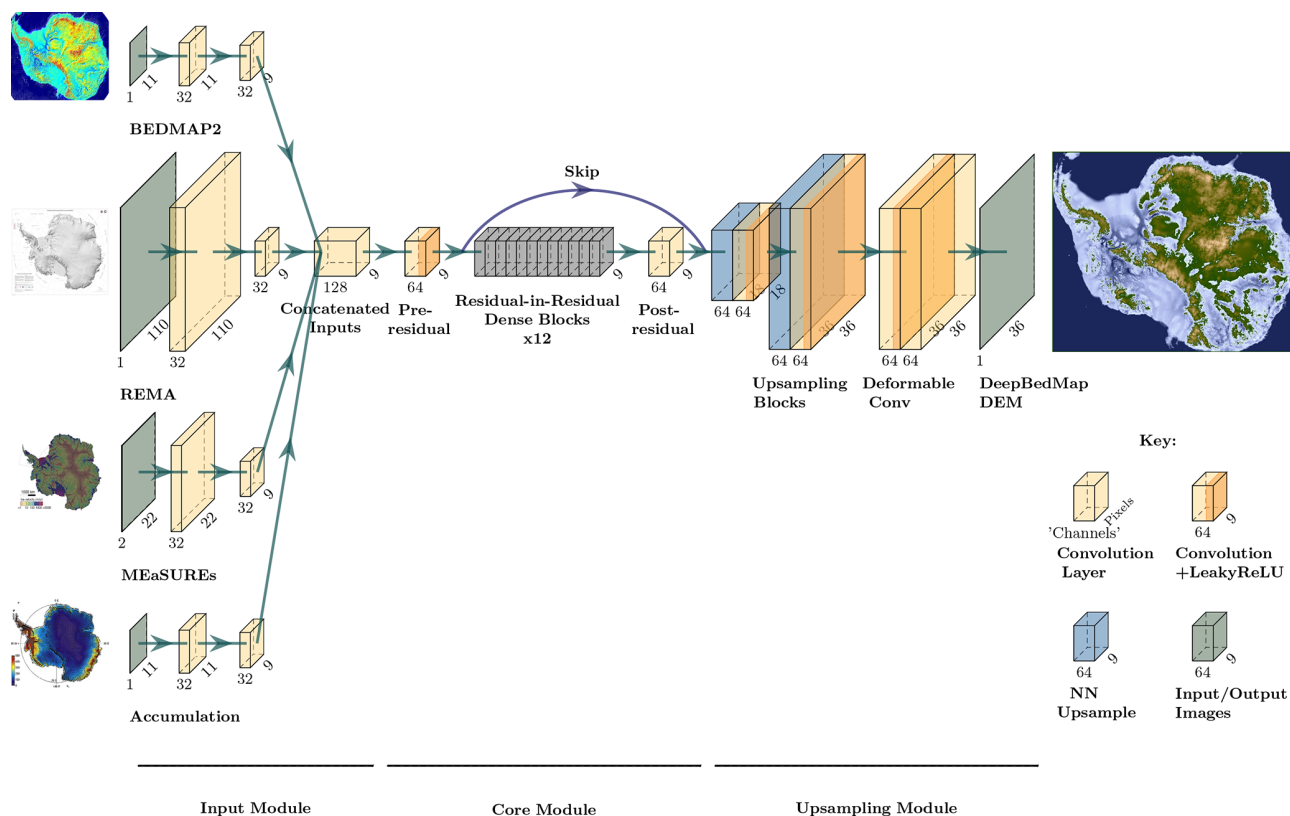 1
11
32
11
32
9
BEDMAP2
Skip
1
110
32
110
32
9
128
9
64
9
9
64
9
64
64
18
18
64
64
36
36
64
64
36
36
1
36
REMA
Concatenated
Inputs
Pre-
residual
Residual-in-Residual
Dense Blocks
x12
Post-
residual
Upsampling
Blocks
Deformable
Conv
DeepBedMap
DEM
2
22
32
22
32
9
MEaSUREs
1
11
32
11
32
9
Accumulation
Key:
'Channels'
Pixels
Convolution
Layer
64
9
Convolution
+LeakyReLU
64
9
NN
Upsample
64
9
Input/Output
Images
Input Module
Core Module
Upsampling Module